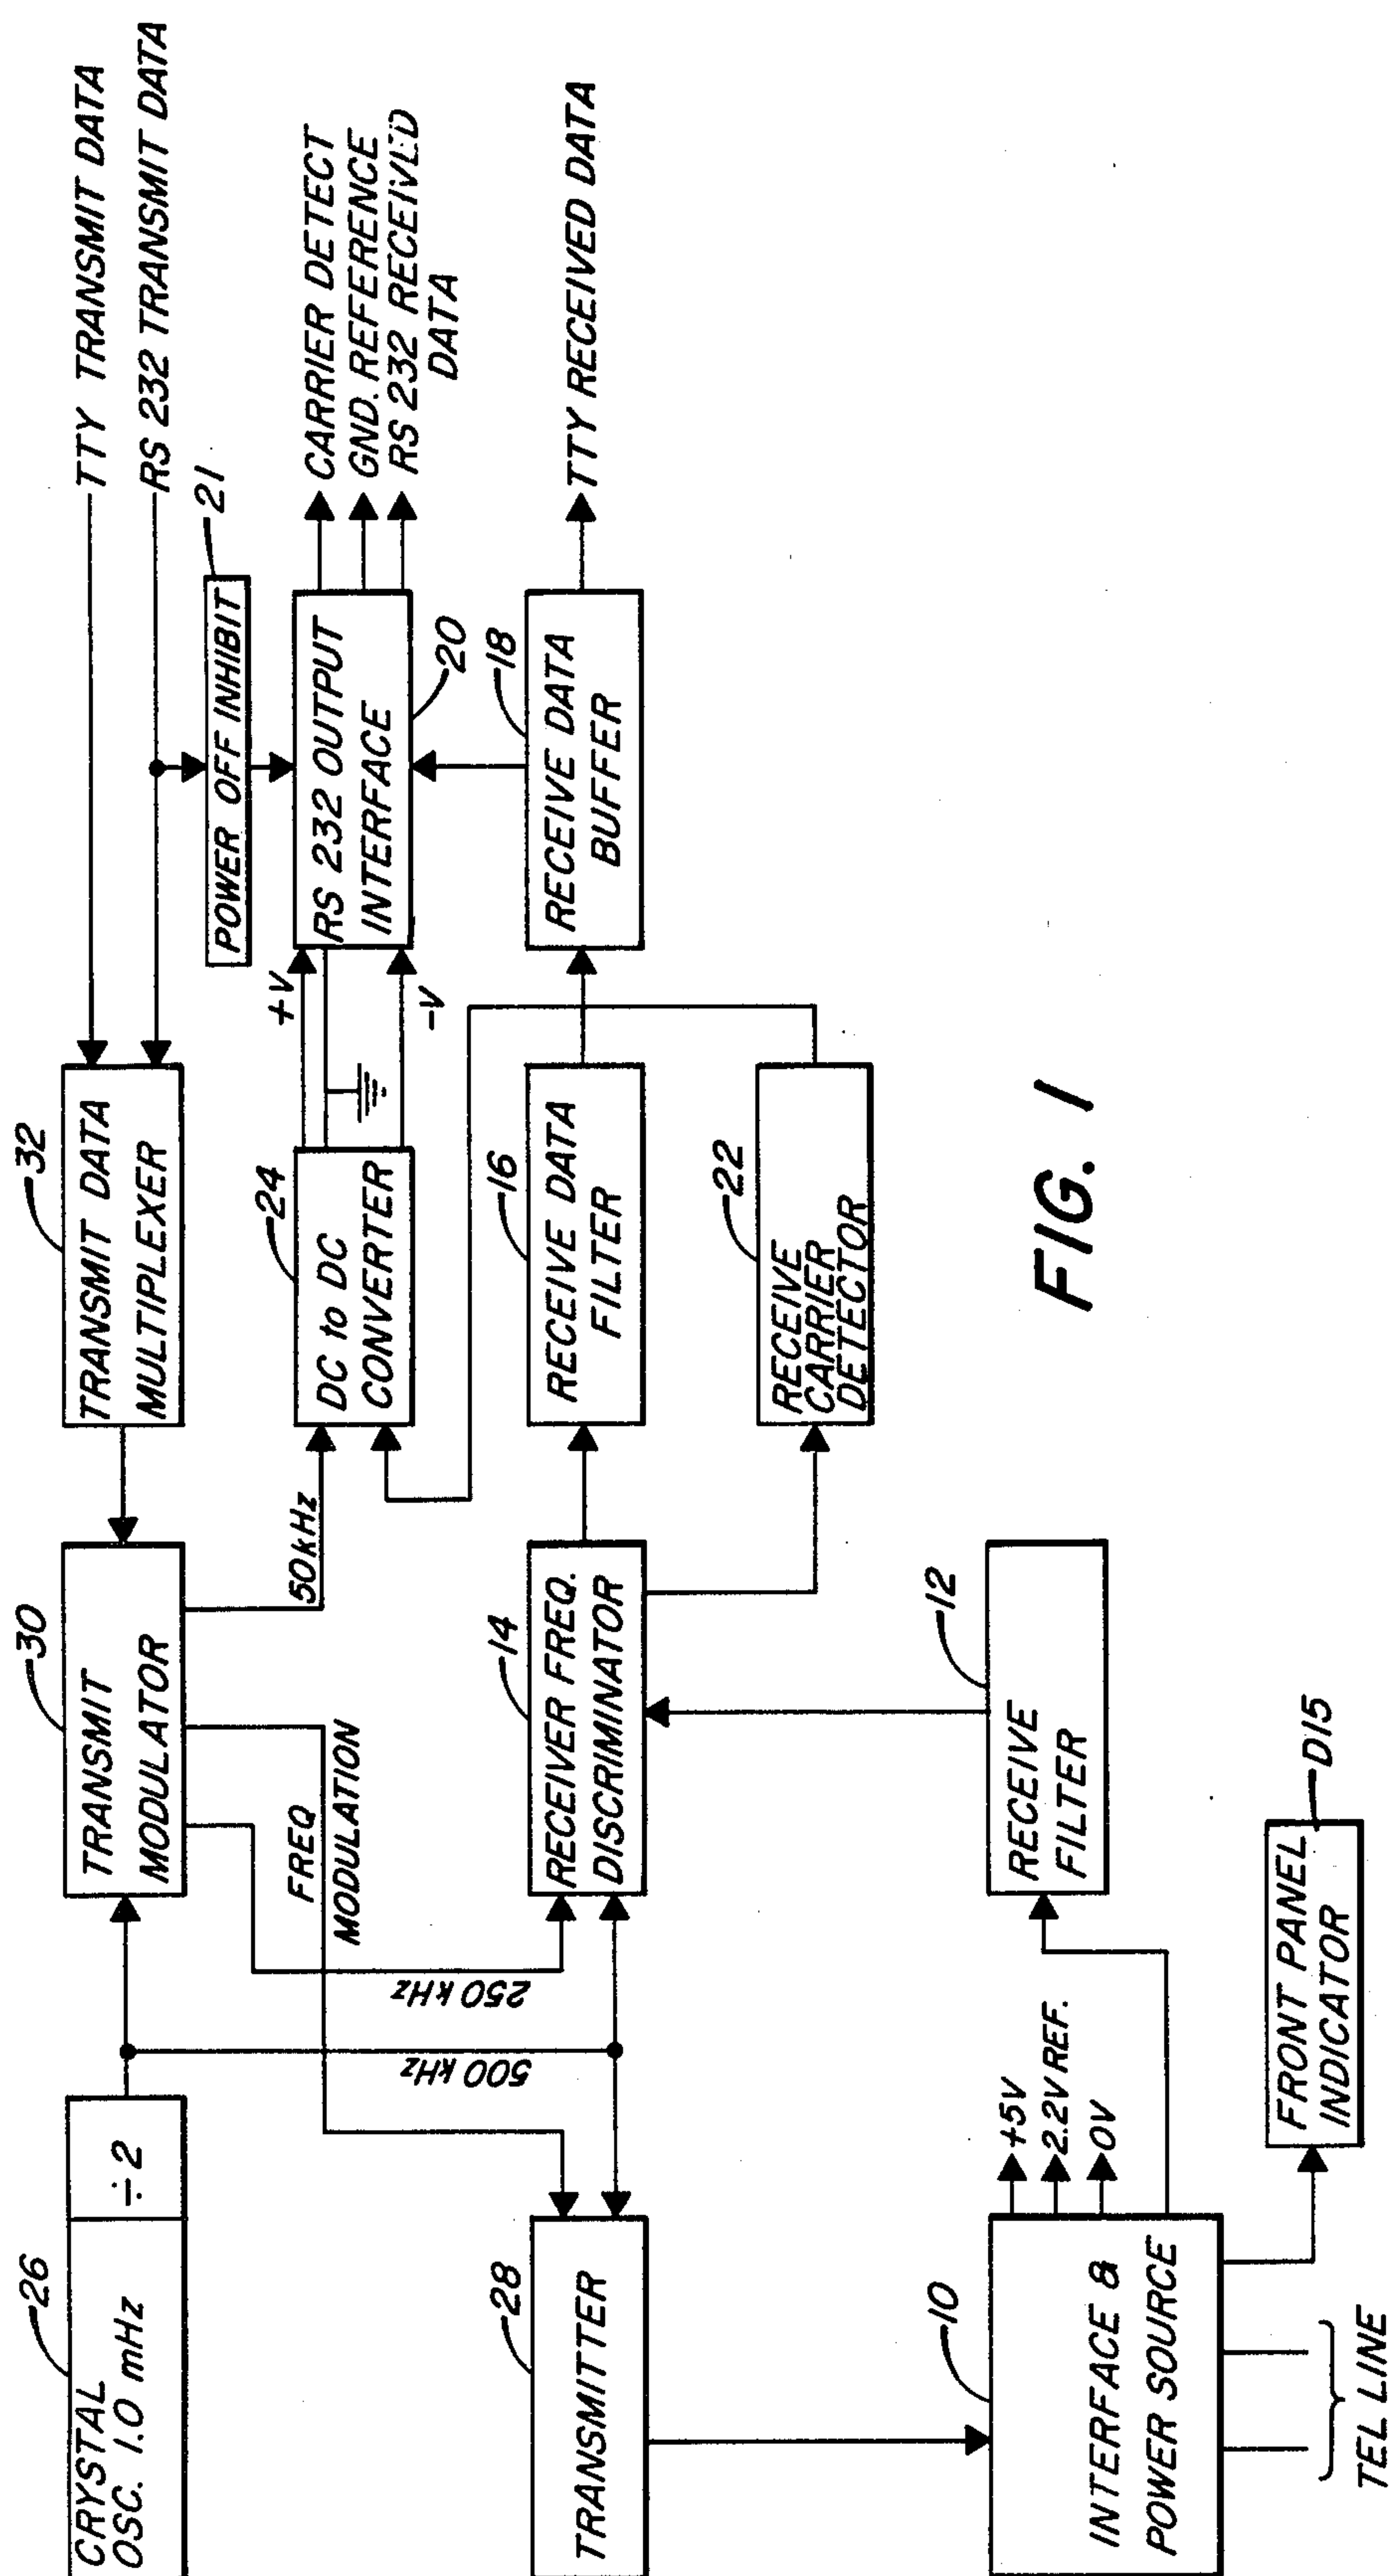 26
CRYSTAL
OSC. 1.0 mHz
÷2
30
TRANSMIT
MODULATOR
32
TRANSMIT DATA
MULTIPLEXER
TTY TRANSMIT DATA
RS 232 TRANSMIT DATA
21
POWER OFF INHIBIT
50kHz
24
DC to DC
CONVERTER
+V
-V
RS 232 OUTPUT
INTERFACE
20
CARRIER DETECT
GND. REFERENCE
RS 232 RECEIVED
DATA
FREQ
MODULATION
250 kHz
500 kHz
28
TRANSMITTER
14
RECEIVER FREQ.
DISCRIMINATOR
16
RECEIVE DATA
FILTER
18
RECEIVE DATA
BUFFER
TTY RECEIVED DATA
22
RECEIVE
CARRIER
DETECTOR
10
INTERFACE &
POWER SOURCE
+5V
2.2V REF.
0V
12
RECEIVE
FILTER
FRONT PANEL
INDICATOR
D15
TEL LINE
FIG. 1